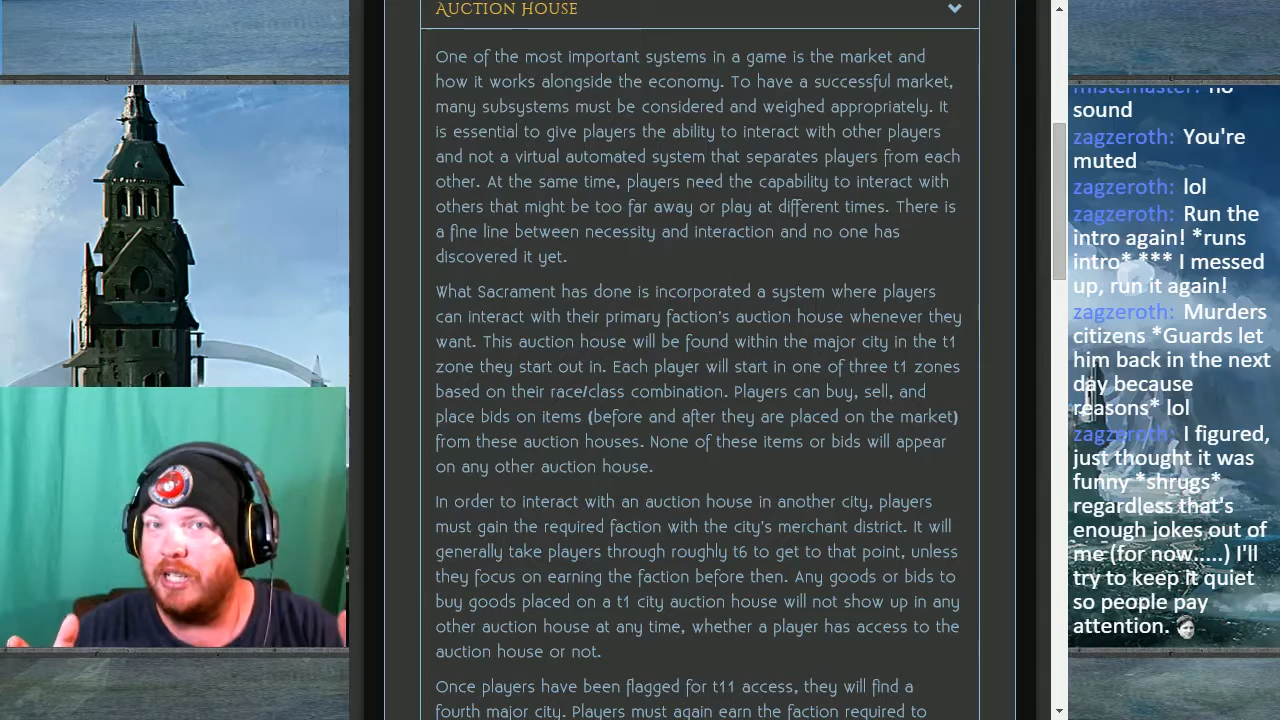 Auction House
One of the most important systems in a game is the market and
how it works alongside the economy. To have a successful market,
many subsystems must be considered and weighed appropriately. It
is essential to give players the ability to interact with other players
and not a virtual automated system that separates players from each
other. At the same time, players need the capability to interact with
others that might be too far away or play at different times. There is
a fine line between necessity and interaction and no one has
discovered it yet.
What Sacrament has done is incorporated a system where players
can interact with their primary faction's auction house whenever they
want. This auction house will be found within the major city in the t1
zone they start out in. Each player will start in one of three t1 zones
based on their race/class combination. Players can buy, sell, and
place bids on items (before and after they are placed on the market)
from these auction houses. None of these items or bids will appear
on any other auction house.
In order to interact with an auction house in another city, players
must gain the required faction with the city's merchant district. It will
generally take players through roughly t6 to get to that point, unless
they focus on earning the faction before then. Any goods or bids to
buy goods placed on a t1 city auction house will not show up in any
other auction house at any time, whether a player has access to the
auction house or not.
Once players have been flagged for t11 access, they will find a
fourth major city. Players must again earn the faction required to
sound
zagzeroth: You're
muted
zagzeroth: lol
zagzeroth: Run the
intro again! *runs
intro* *** I messed
up, run it again!
zagzeroth: Murders
citizens *Guards let
him back in the next
day because
reasons* lol
zagzeroth: I figured,
just thought it was
funny *shrugs*
regardless that's
enough jokes out of
me (for now.....) I'll
try to keep it quiet
so people pay
attention.